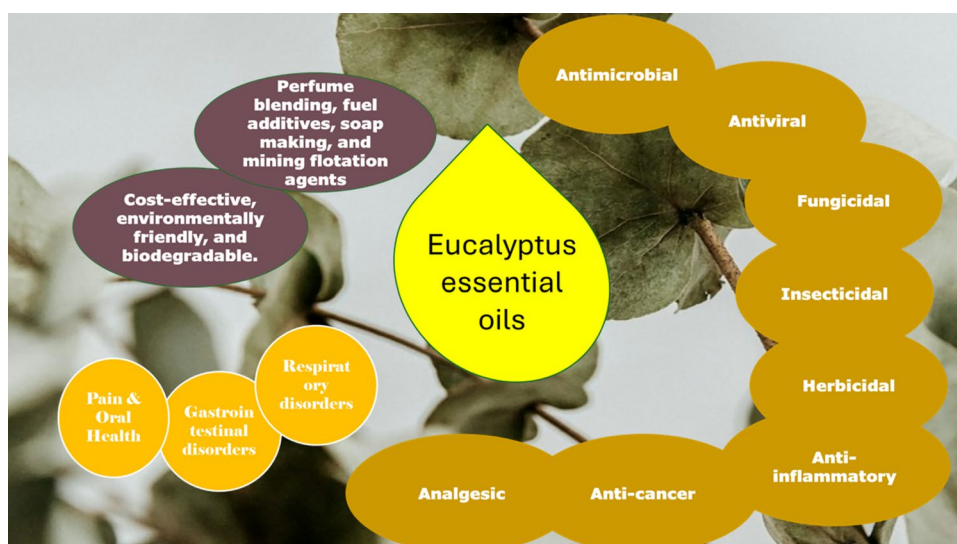 Perfume
blending, fuel
additives, soap
making, and
mining flotation
agents
Cost-effective,
environmentally
friendly, and
biodegradable.
Eucalyptus
essential
oils
Antimicrobial
Antiviral
Fungicidal
Insecticidal
Herbicidal
Anti-
inflammatory
Anti-cancer
Analgesic
Respirat
ory
disorders
Gastroin
testinal
disorders
Pain &
Oral
Health